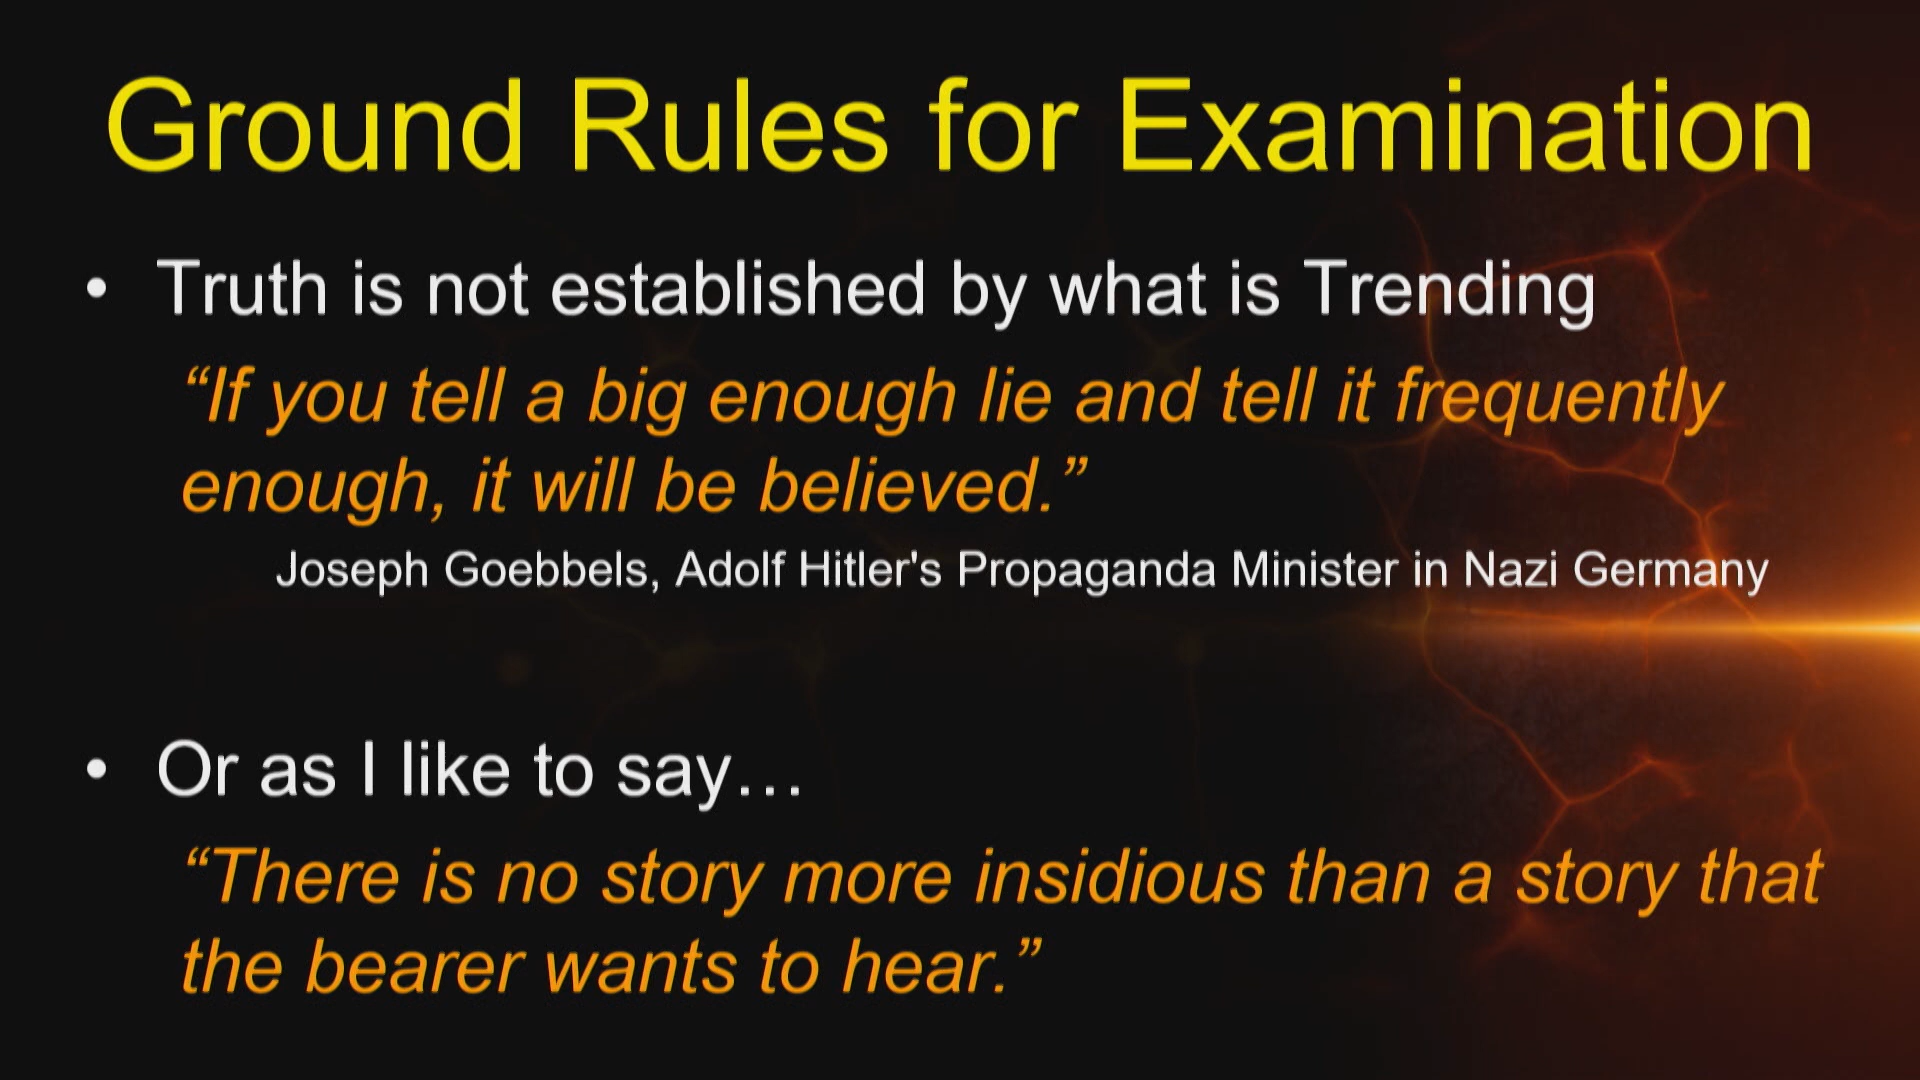 Ground Rules for Examination
• Truth is not established by what is Trending
“If you tell a big enough lie and tell it frequently
enough, it will be believed.”
Joseph Goebbels, Adolf Hitler's Propaganda Minister in Nazi Germany
• Or as I like to say…
“There is no story more insidious than a story that
the bearer wants to hear.”